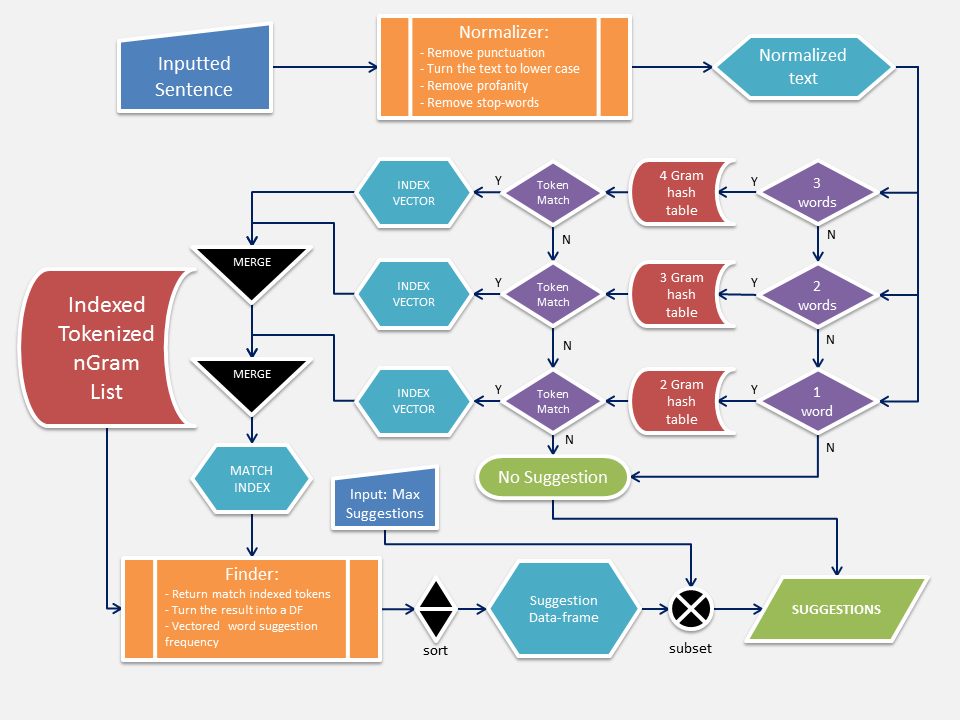 Inputted
Sentence
Normalizer:
- Remove punctuation
- Turn the text to lower case
- Remove profanity
- Remove stop-words
Normalized
text
INDEX
VECTOR
Y
Token
Match
4 Gram
hash
table
Y
3
words
N
N
MERGE
INDEX
VECTOR
Y
Token
Match
3 Gram
hash
table
Y
2
words
N
N
Indexed
Tokenized
nGram
List
MERGE
INDEX
VECTOR
Y
Token
Match
2 Gram
hash
table
Y
1
word
N
N
MATCH
INDEX
Input: Max
Suggestions
No Suggestion
Finder:
- Return match indexed tokens
- Turn the result into a DF
- Vectored word suggestion
frequency
sort
Suggestion
Data-frame
subset
SUGGESTIONS